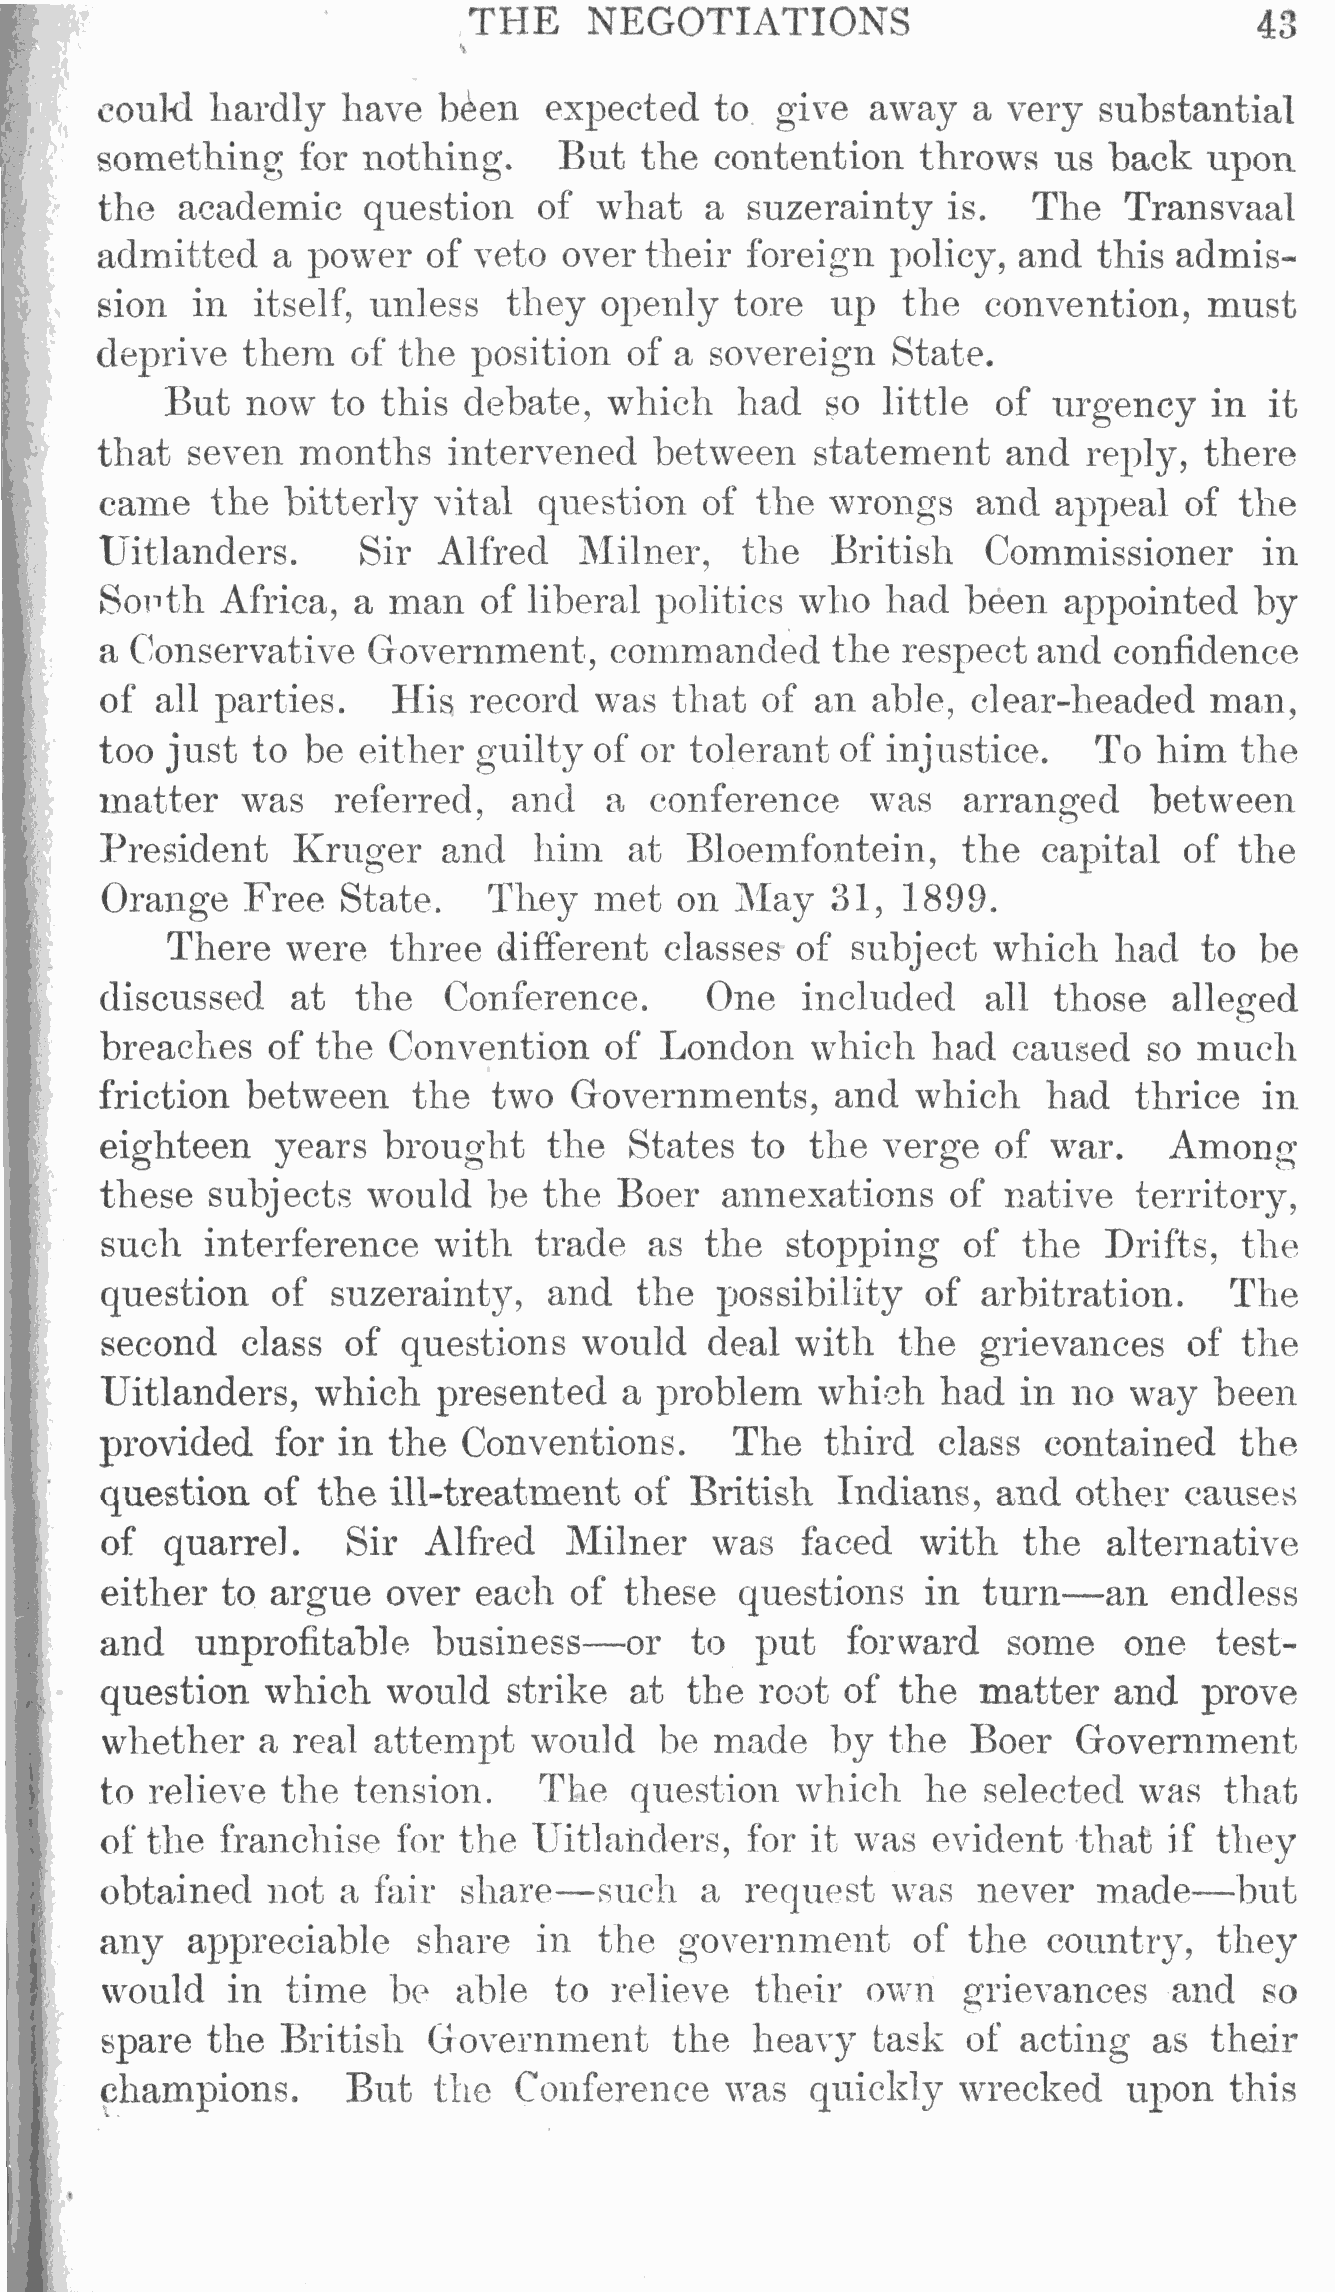 THE NEGOTIATIONS 43
could hardly have been expected to give away a very substantial
something for nothing. But the contention throws us back upon
the academic question of what a suzerainty is. The Transvaal
admitted a power of veto over their foreign policy, and this admis-
sion in itself, unless they openly tore up the convention, must
deprive them of the position of a sovereign State.
But now to this debate, which had so little of urgency in it
that seven months intervened between statement and reply, there
came the bitterly vital question of the wrongs and appeal of the
Uitlanders. Sir Alfred Milner, the British Commissioner in
South Africa, a man of liberal politics who had been appointed by
a Conservative Government, commanded the respect and confidence
of all parties. His record was that of an able, clear-headed man,
too just to be either guilty of or tolerant of injustice. To him the
matter was referred, and a conference was arranged between
President Kruger and him at Bloemfontein, the capital of the
Orange Free State. They met on May 31, 1899.
There were three different classes of subject which had to be
discussed at the Conference. One included all those alleged
breaches of the Convention of London which had caused so much
friction between the two Governments, and which had thrice in
eighteen years brought the States to the verge of war. Among
these subjects would be the Boer annexations of native territory,
such interference with trade as the stopping of the Drifts, the
question of suzerainty, and the possibility of arbitration. The
second class of questions would deal with the grievances of the
Uitlanders, which presented a problem which had in no way been
provided for in the Conventions. The third class contained the
question of the ill-treatment of British Indians, and other causes
of quarrel. Sir Alfred Milner was faced with the alternative
either to argue over each of these questions in turn—an endless
and unprofitable business—or to put forward some one test-
question which would strike at the root of the matter and prove
whether a real attempt would be made by the Boer Government
to relieve the tension. The question which he selected was that
of the franchise for the Uitlanders, for it was evident that if they
obtained not a fair share—such a request was never made—but
any appreciable share in the government of the country, they
would in time be able to relieve their own grievances and so
spare the British Government the heavy task of acting as their
champions. But the Conference was quickly wrecked upon this